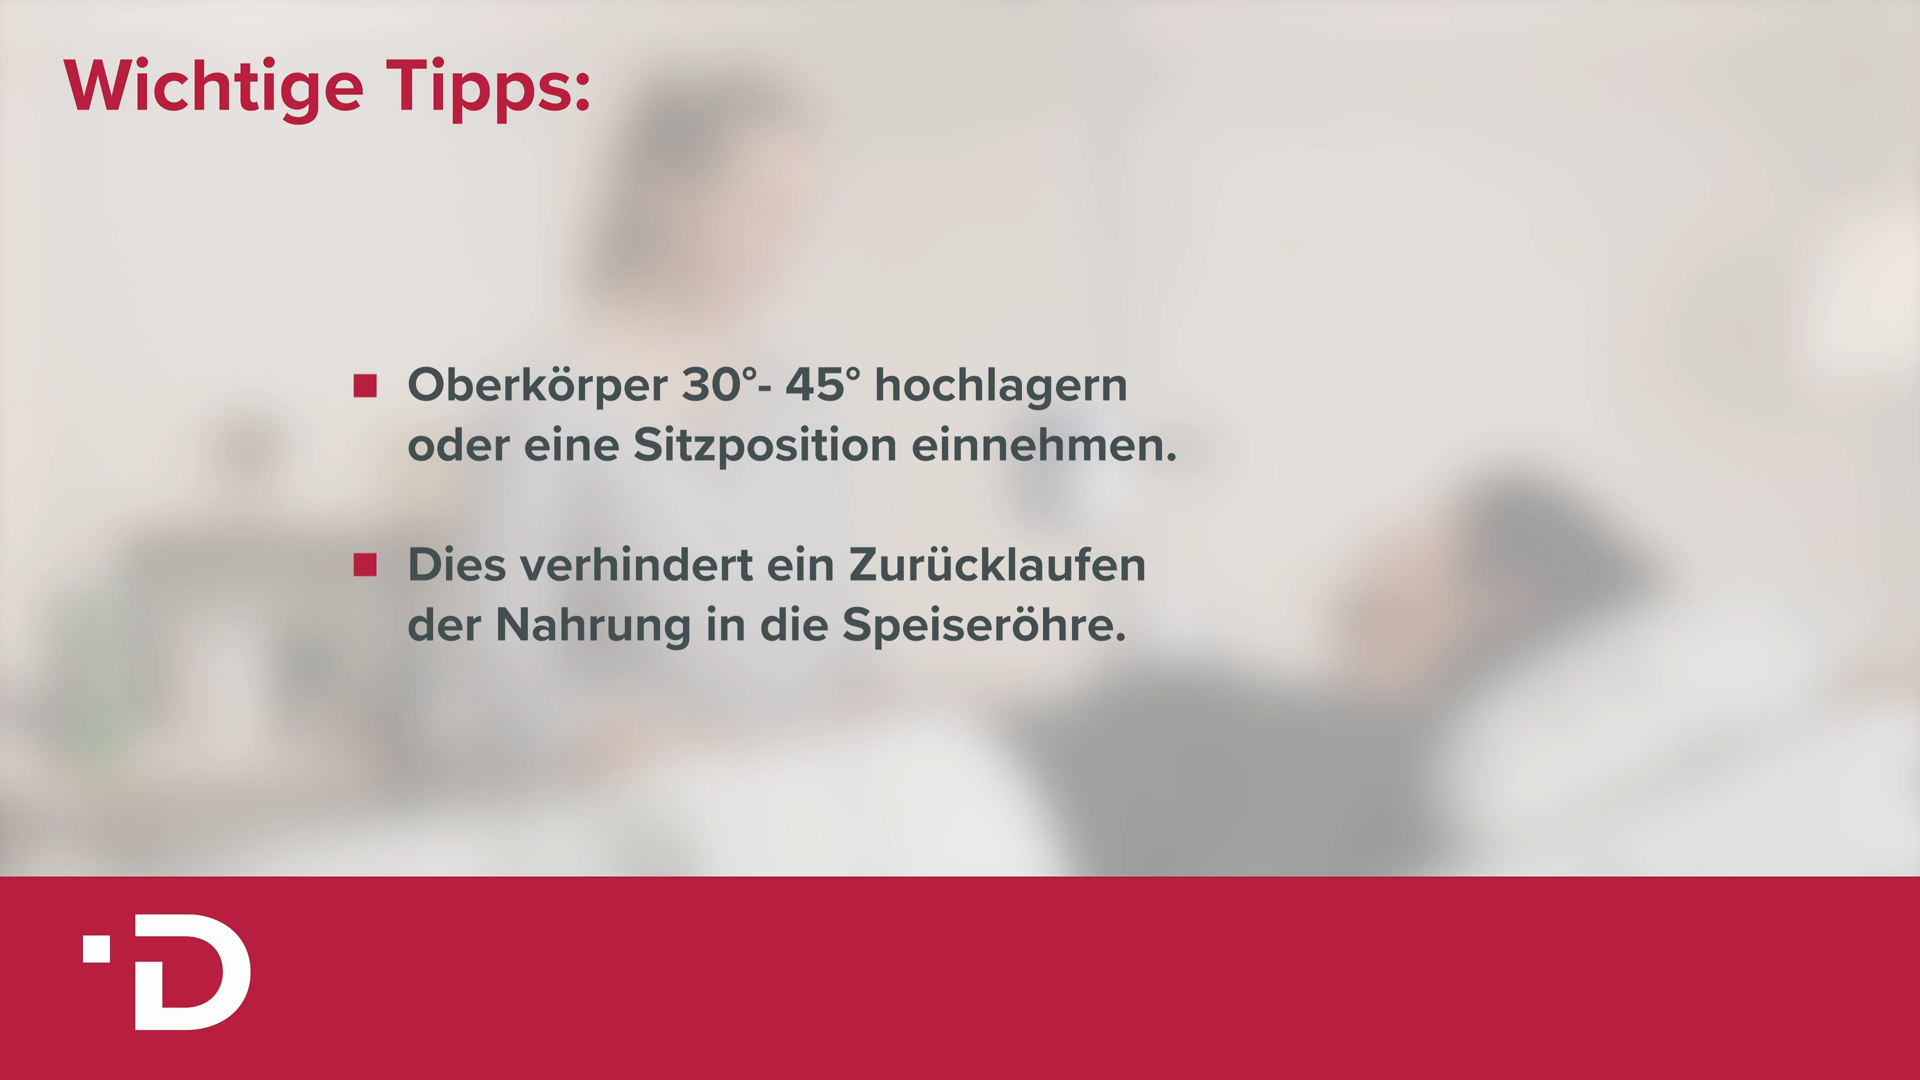 Wichtige Tipps:
Oberkörper 30°- 45° hochlagern
oder eine Sitzposition einnehmen.
Dies verhindert ein Zurücklaufen
der Nahrung in die Speiseröhre.
D